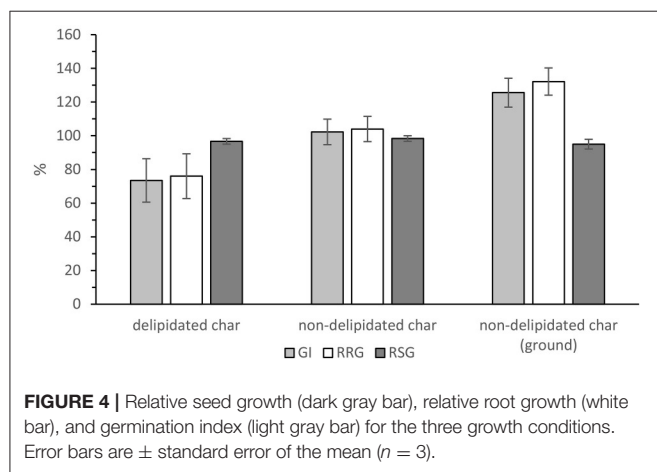 160
140
120
100
80
60
40
20
0
%
delipidated char non-delipidated char non-delipidated char
(ground)
GI RRG RSG
FIGURE 4 | Relative seed growth (dark gray bar), relative root growth (white
bar), and germination index (light gray bar) for the three growth conditions.
Error bars are ± standard error of the mean (n = 3).